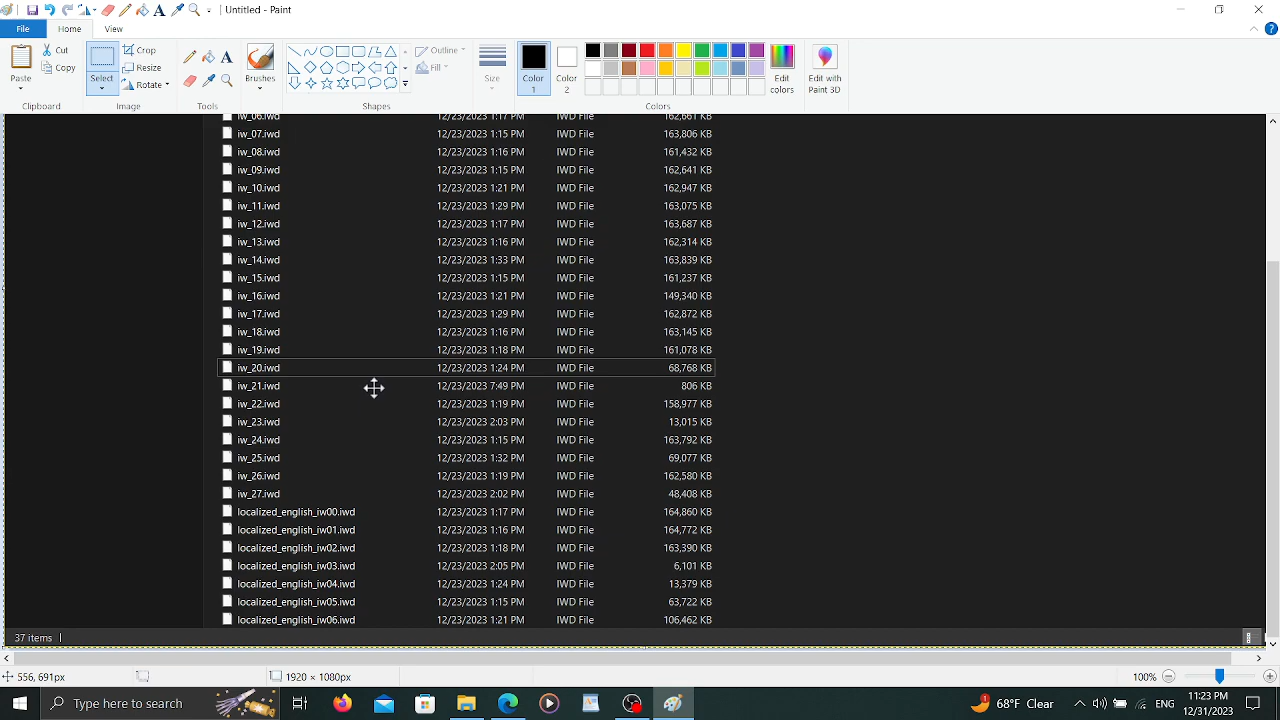 Untitled - Paint
File Home View
Paste
Cut
Copy
Clipboard
Select
Crop
Resize
Rotate
Image
Tools
Brushes
Outline
Fill
Shapes
Size
Color 1
Color 2
Edit colors
Edit with Paint 3D
Colors
iw_06.iwd 12/23/2023 1:17 PM IWD File 162,661 KB
iw_07.iwd 12/23/2023 1:15 PM IWD File 163,806 KB
iw_08.iwd 12/23/2023 1:16 PM IWD File 161,432 KB
iw_09.iwd 12/23/2023 1:15 PM IWD File 162,641 KB
iw_10.iwd 12/23/2023 1:21 PM IWD File 162,947 KB
iw_11.iwd 12/23/2023 1:29 PM IWD File 163,075 KB
iw_12.iwd 12/23/2023 1:17 PM IWD File 163,687 KB
iw_13.iwd 12/23/2023 1:16 PM IWD File 162,314 KB
iw_14.iwd 12/23/2023 1:33 PM IWD File 163,839 KB
iw_15.iwd 12/23/2023 1:15 PM IWD File 161,237 KB
iw_16.iwd 12/23/2023 1:21 PM IWD File 149,340 KB
iw_17.iwd 12/23/2023 1:29 PM IWD File 162,872 KB
iw_18.iwd 12/23/2023 1:16 PM IWD File 163,145 KB
iw_19.iwd 12/23/2023 1:18 PM IWD File 161,078 KB
iw_20.iwd 12/23/2023 1:24 PM IWD File 68,768 KB
iw_21.iwd 12/23/2023 7:49 PM IWD File 806 KB
iw_22.iwd 12/23/2023 1:19 PM IWD File 158,977 KB
iw_23.iwd 12/23/2023 2:03 PM IWD File 13,015 KB
iw_24.iwd 12/23/2023 1:15 PM IWD File 163,792 KB
iw_25.iwd 12/23/2023 1:32 PM IWD File 69,077 KB
iw_26.iwd 12/23/2023 1:19 PM IWD File 162,580 KB
iw_27.iwd 12/23/2023 2:02 PM IWD File 48,408 KB
localized_english_iw00.iwd 12/23/2023 1:17 PM IWD File 164,860 KB
localized_english_iw01.iwd 12/23/2023 1:16 PM IWD File 164,772 KB
localized_english_iw02.iwd 12/23/2023 1:18 PM IWD File 163,390 KB
localized_english_iw03.iwd 12/23/2023 2:05 PM IWD File 6,101 KB
localized_english_iw04.iwd 12/23/2023 1:24 PM IWD File 13,379 KB
localized_english_iw05.iwd 12/23/2023 1:15 PM IWD File 63,722 KB
localized_english_iw06.iwd 12/23/2023 1:21 PM IWD File 106,462 KB
37 items
556, 691px 1920 × 1080px 100%
Type here to search 1 68°F Clear ENG 11:23 PM
12/31/2023